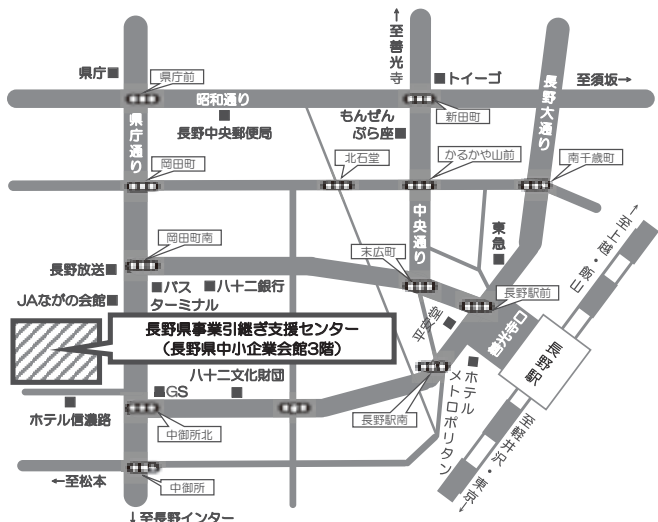 ↑至善光寺
県庁■
県庁前
■トイーゴ
至須坂→
昭和通り
長野大通り
■
長野中央郵便局
もんぜん
ぷら座■
新田町
県庁通り
岡田町
北石堂
かるかや山前
南千歳町
中央通り
東急■
↑至上越・飯山
岡田町南
末広町
長野放送■
■バス
ターミナル
■八十二銀行
長野駅前
JAながの会館■
平安堂■
善光寺口
長野駅
長野県事業引継ぎ支援センター
(長野県中小企業会館3階)
■GS
八十二文化財団
■
■ホテル
メトロポリタン
■
ホテル信濃路
中御所北
長野駅南
至軽井沢・東京→
←至松本
中御所
↓至長野インター